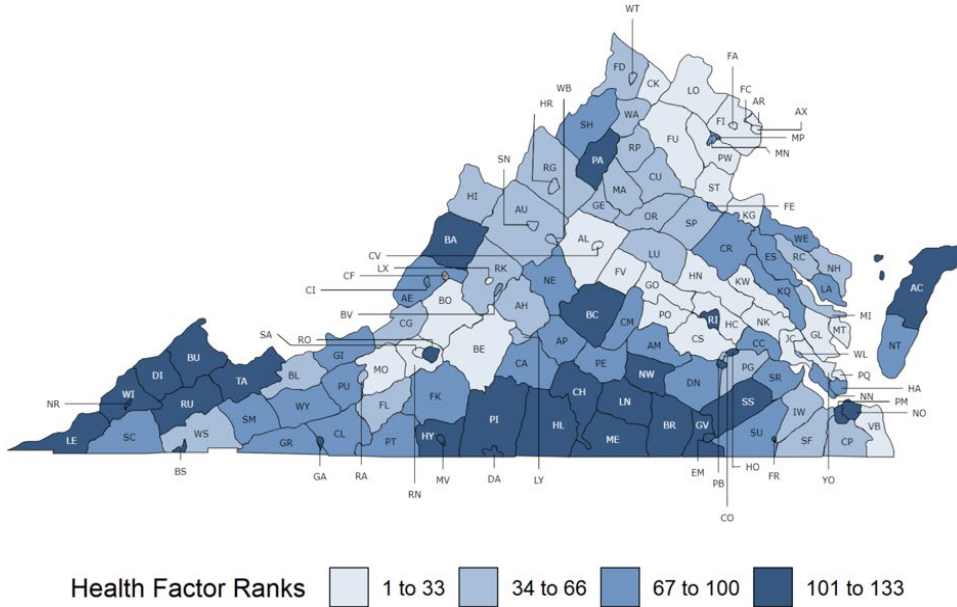 WT
FA
FD
CK
LO
FC
WB
AR
HR
AX
WA
FI
SH
MP
FU
SN
PA
RP
PW
MN
RG
CU
MA
ST
HI
GE
FE
AU
OR
SP
KG
BA
AL
WE
CV
CR
LX
LU
ES
RC
NH
CF
RK
FV
HN
AC
CI
NE
KW
KQ
LA
AE
BO
GO
BV
AH
BC
PO
RI
HC
NK
MI
CG
CM
GL
MT
SA
RO
CS
JC
NT
BU
GI
BE
AP
AM
CC
WL
MO
PE
DI
TA
BL
CA
PG
PQ
NW
DN
SR
HA
WI
PU
CH
NR
RU
WY
FL
FK
LN
SS
IW
NN
PM
SM
PI
HL
BR
GV
NO
LE
SC
WS
GR
CL
PT
HY
ME
SU
SF
CP
VB
BS
GA
RA
RN
MV
DA
LY
EM
PB
HO
FR
YO
CO
Health Factor Ranks
1 to 33
34 to 66
67 to 100
101 to 133